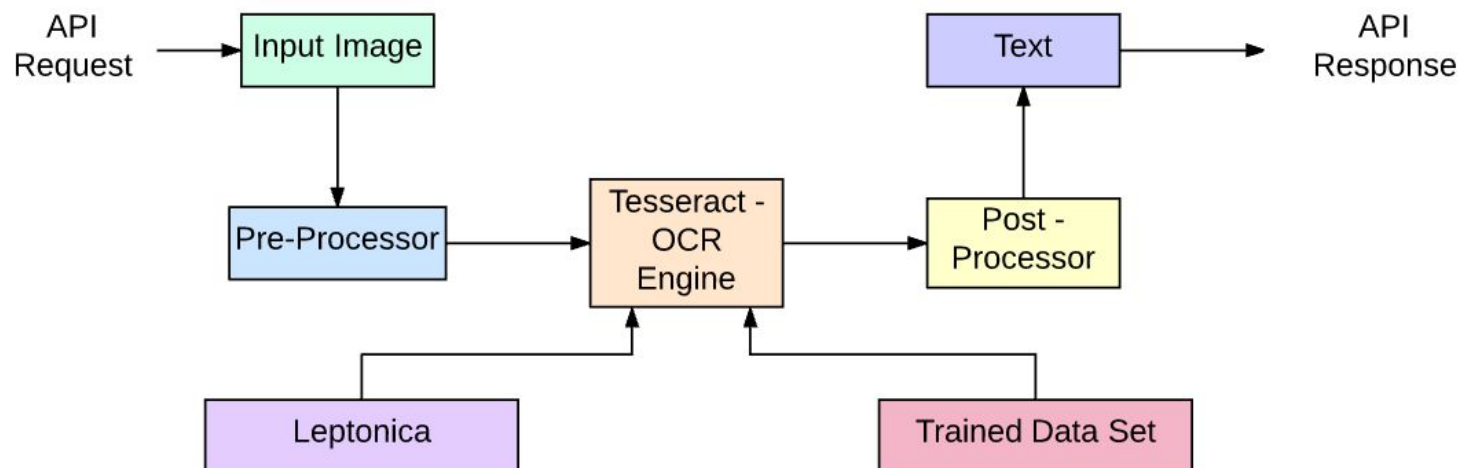 API
Request
Input Image
Text
API
Response
Pre-Processor
Tesseract -
OCR
Engine
Post -
Processor
Leptonica
Trained Data Set